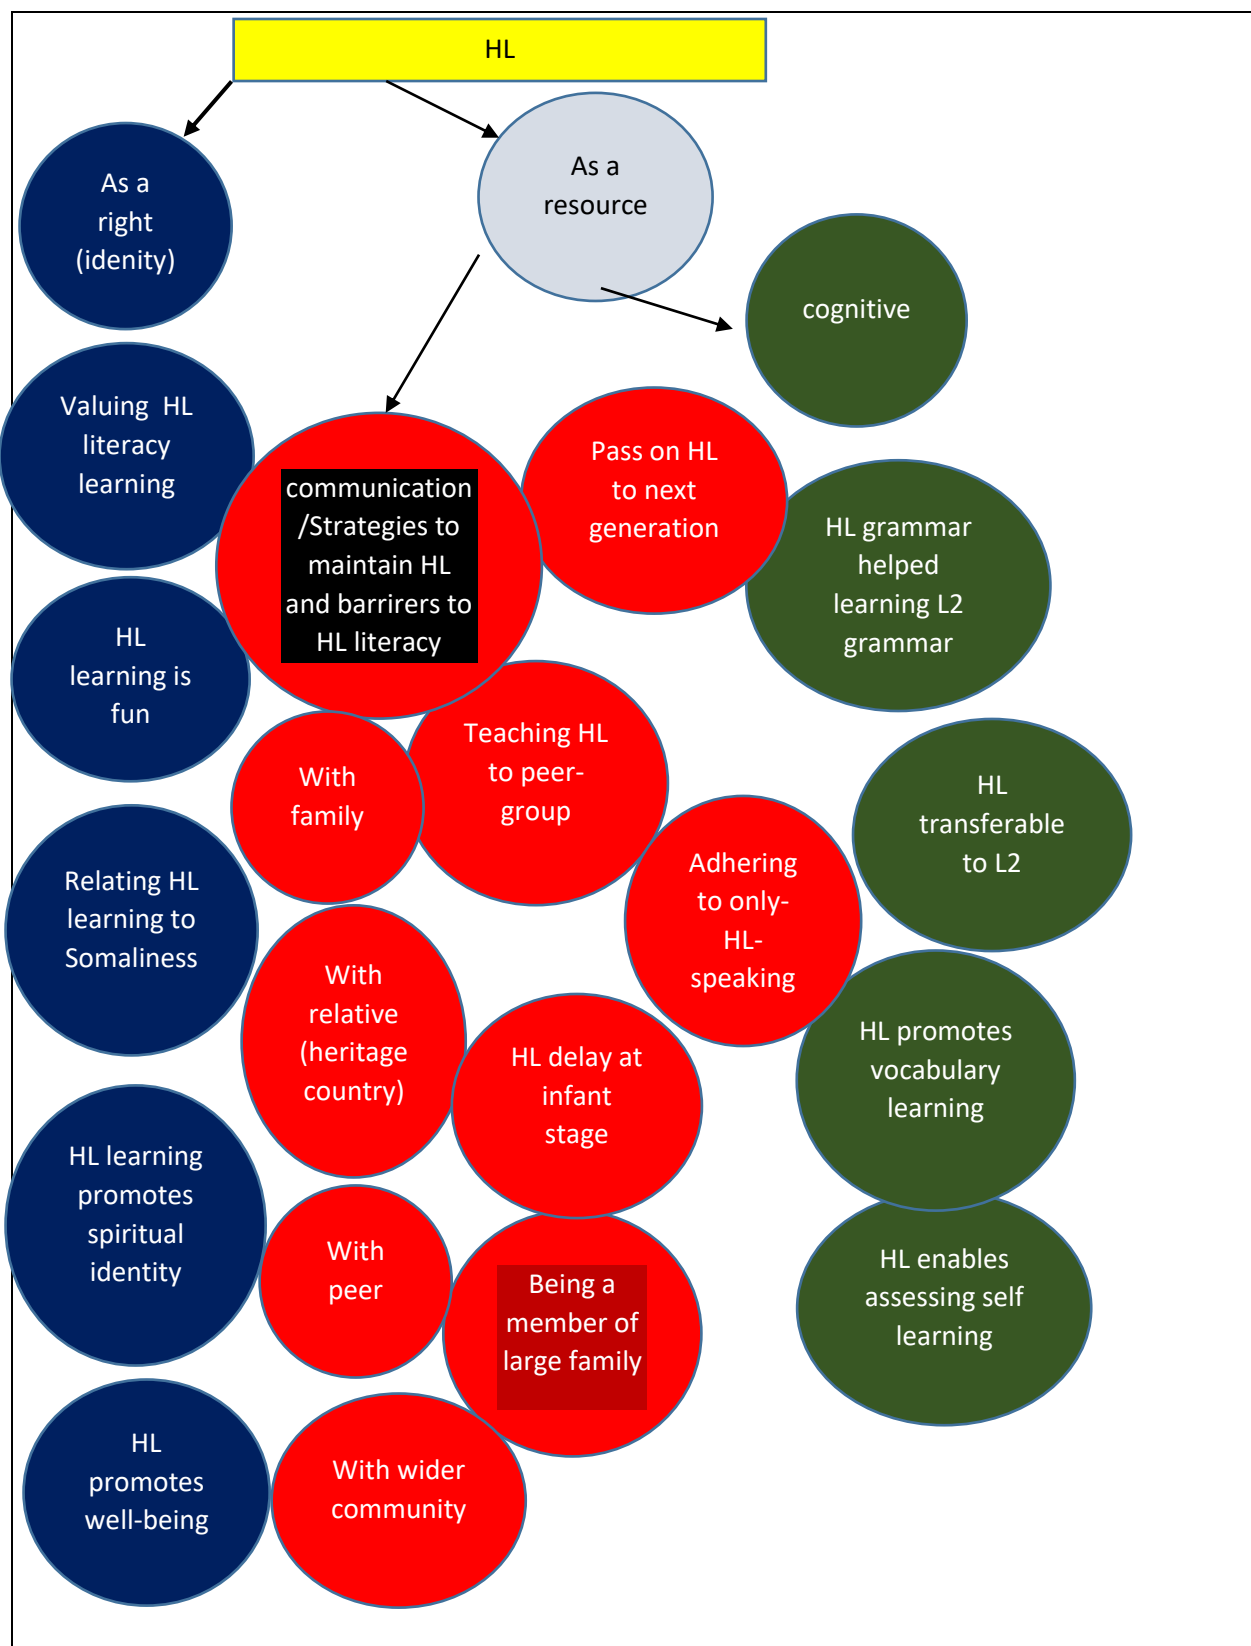 HL
As a
right
(idenity)
As a
resource
cognitive
Valuing  HL
literacy
learning
communication
/Strategies to
maintain HL
and barrirers to
HL literacy
Pass on HL
to next
generation
HL grammar
helped
learning L2
grammar
HL
learning is
fun
With
family
Teaching HL
to peer-
group
HL
transferable
to L2
Relating HL
learning to
Somaliness
Adhering
to only-
HL-
speaking
With
relative
(heritage
country)
HL delay at
infant
stage
HL promotes
vocabulary
learning
HL learning
promotes
spiritual
identity
With
peer
Being a
member of
large family
HL enables
assessing self
learning
HL
promotes
well-being
With wider
community